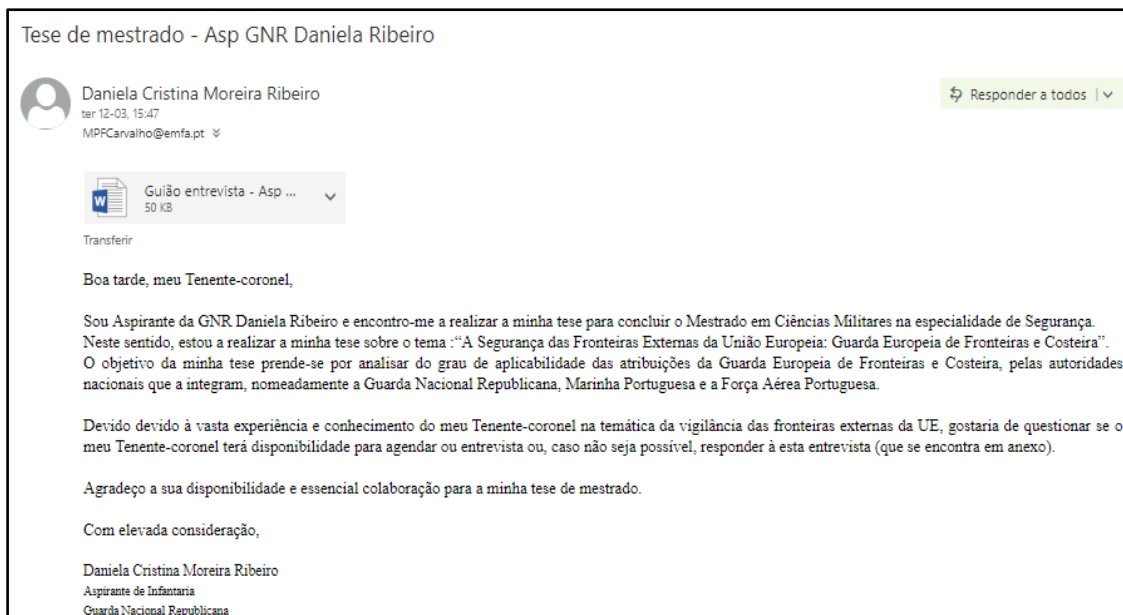 Tese de mestrado - Asp GNR Daniela Ribeiro
Daniela Cristina Moreira Ribeiro
ter 12-03, 15:47
MPFCarvalho@emfa.pt
Responder a todos
Guião entrevista - Asp ...
50 KB
Transferir
Boa tarde, meu Tenente-coronel,
Sou Aspirante da GNR Daniela Ribeiro e encontro-me a realizar a minha tese para concluir o Mestrado em Ciências Militares na especialidade de Segurança.
Neste sentido, estou a realizar a minha tese sobre o tema :“A Segurança das Fronteiras Externas da União Europeia: Guarda Europeia de Fronteiras e Costeira”.
O objetivo da minha tese prende-se por analisar do grau de aplicabilidade das atribuições da Guarda Europeia de Fronteiras e Costeira, pelas autoridades
nacionais que a integram, nomeadamente a Guarda Nacional Republicana, Marinha Portuguesa e a Força Aérea Portuguesa.
Devido devido à vasta experiência e conhecimento do meu Tenente-coronel na temática da vigilância das fronteiras externas da UE, gostaria de questionar se o
meu Tenente-coronel terá disponibilidade para agendar ou entrevista ou, caso não seja possível, responder à esta entrevista (que se encontra em anexo).
Agradeço a sua disponibilidade e essencial colaboração para a minha tese de mestrado.
Com elevada consideração,
Daniela Cristina Moreira Ribeiro
Aspirante de Infantaria
Guarda Nacional Republicana